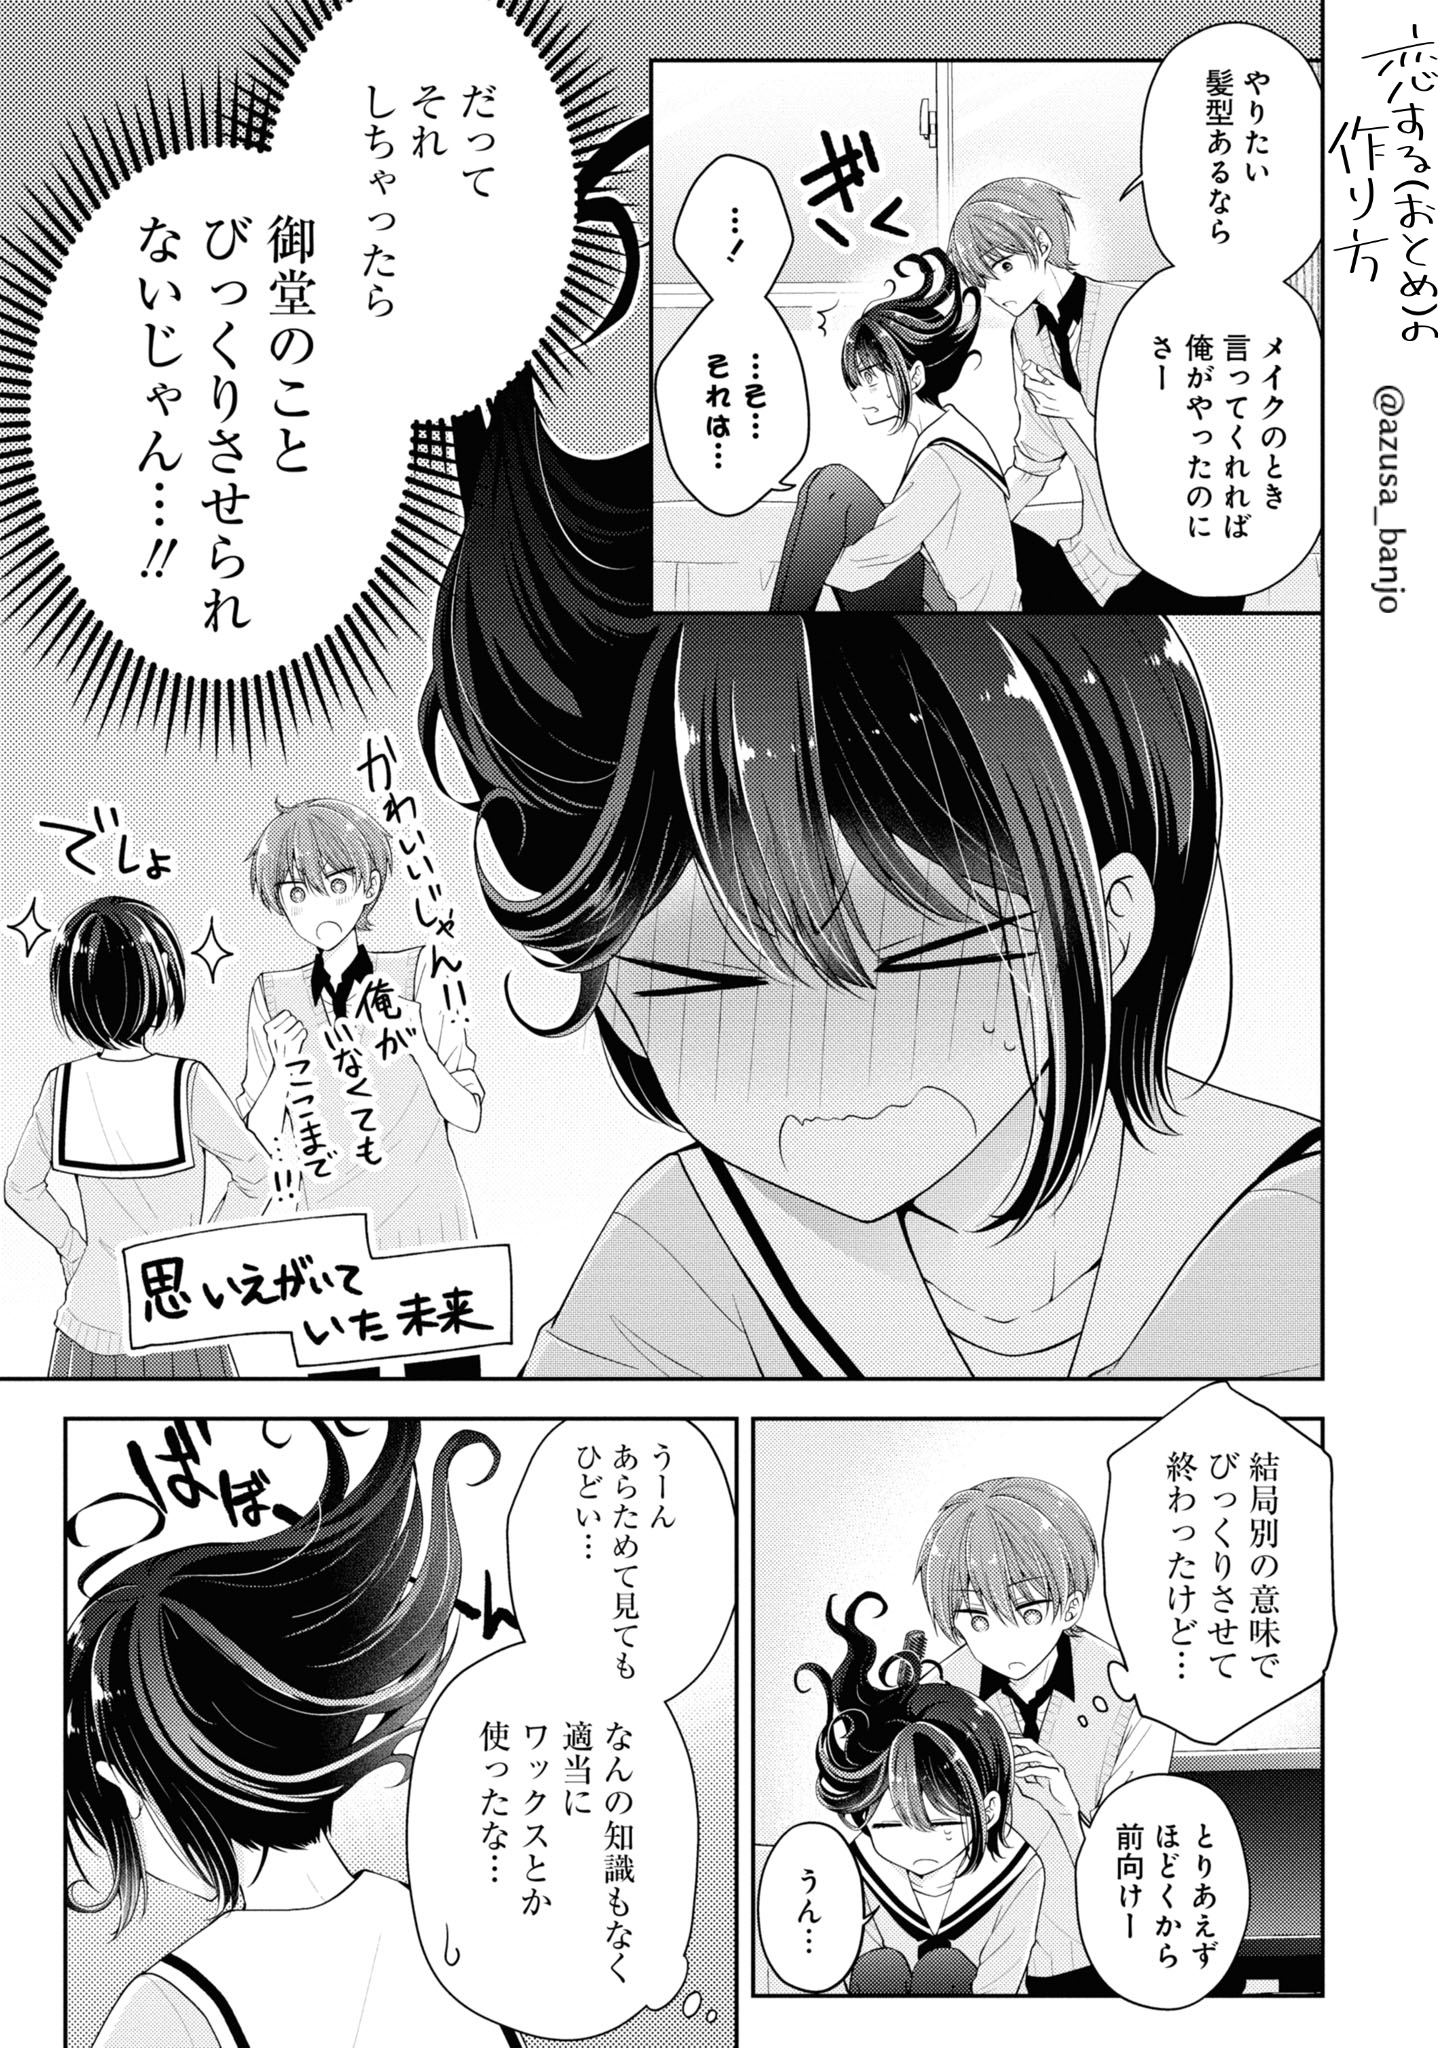 恋する(おとめ)の
作り方
@azusa_banjo
やりたい
髪型あるなら
メイクのとき
言ってくれれば
俺がやったのに
さー
ぎく
…！
…そ…
それは…
だって
それ
しちゃったら
御堂のこと
びっくりさせられ
ないじゃん…!!
かわいいじゃん!!
俺が
いなくても
ここまで
…!!
でしょ
思いえがいて
いた未来
結局別の意味で
びっくりさせて
終わったけど…
とりあえず
ほどくから
前向けー
うん…
うーん
あらためて見ても
ひどい…
なんの知識もなく
適当に
ワックスとか
使ったな…
ばさぼさーん